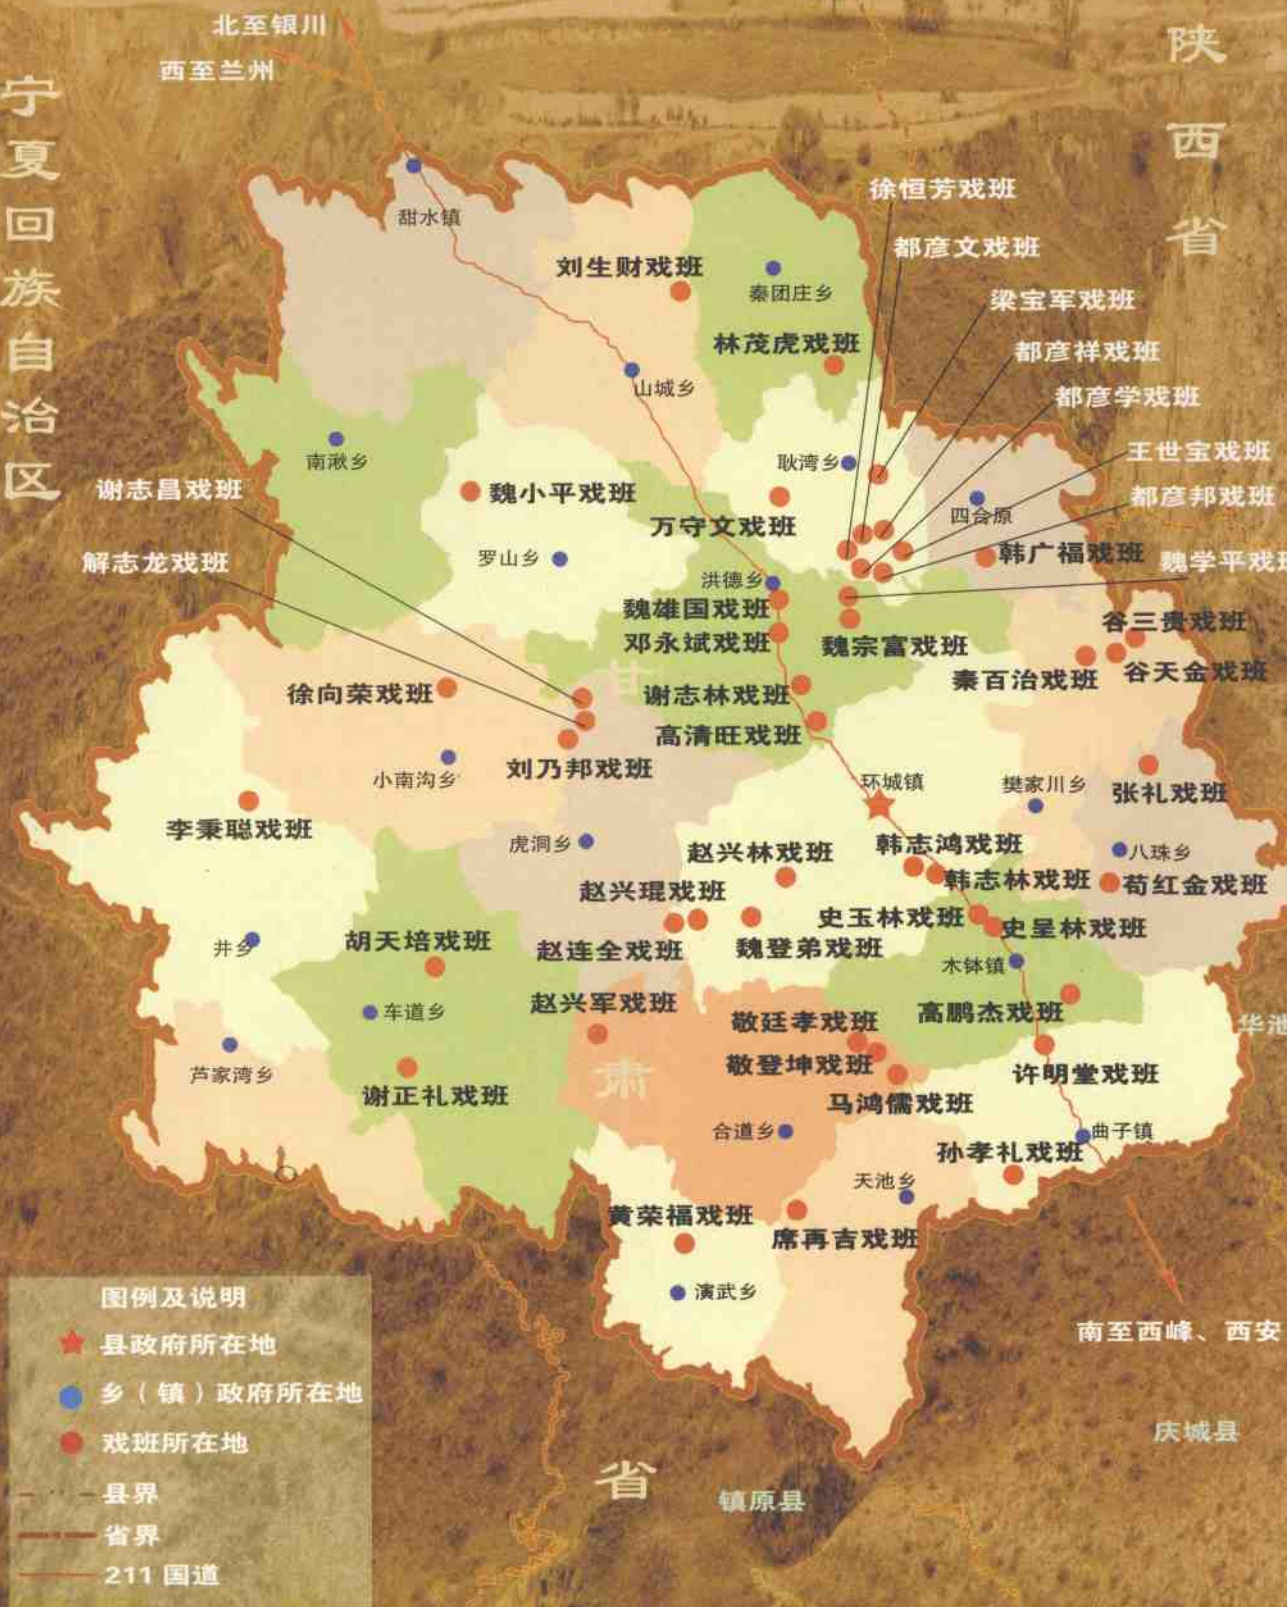 北至银川
西至兰州
宁夏回族自治区
陕西省
徐恒芳戏班
都彦文戏班
梁宝军戏班
都彦祥戏班
都彦学戏班
王世宝戏班
都彦邦戏班
魏学平戏班
甜水镇
刘生财戏班
秦团庄乡
林茂虎戏班
山城乡
南湫乡
耿湾乡
谢志昌戏班
魏小平戏班
万守文戏班
四合原
韩广福戏班
解志龙戏班
罗山乡
洪德乡
魏雄国戏班
邓永斌戏班
魏宗富戏班
谷三贵戏班
秦百治戏班
谷天金戏班
甘
徐向荣戏班
谢志林戏班
高清旺戏班
刘乃邦戏班
小南沟乡
环城镇
樊家川乡
张礼戏班
李秉聪戏班
虎洞乡
赵兴林戏班
韩志鸿戏班
八珠乡
赵兴琨戏班
韩志林戏班
荀红金戏班
史玉林戏班
史呈林戏班
井乡
胡天培戏班
赵连全戏班
魏登弟戏班
木钵镇
车道乡
赵兴军戏班
高鹏杰戏班
敬廷孝戏班
华池
芦家湾乡
谢正礼戏班
肃
敬登坤戏班
许明堂戏班
马鸿儒戏班
合道乡
曲子镇
孙孝礼戏班
天池乡
黄荣福戏班
席再吉戏班
演武乡
南至西峰、西安
庆城县
省
镇原县
图例及说明
县政府所在地
乡（镇）政府所在地
戏班所在地
县界
省界
211 国道